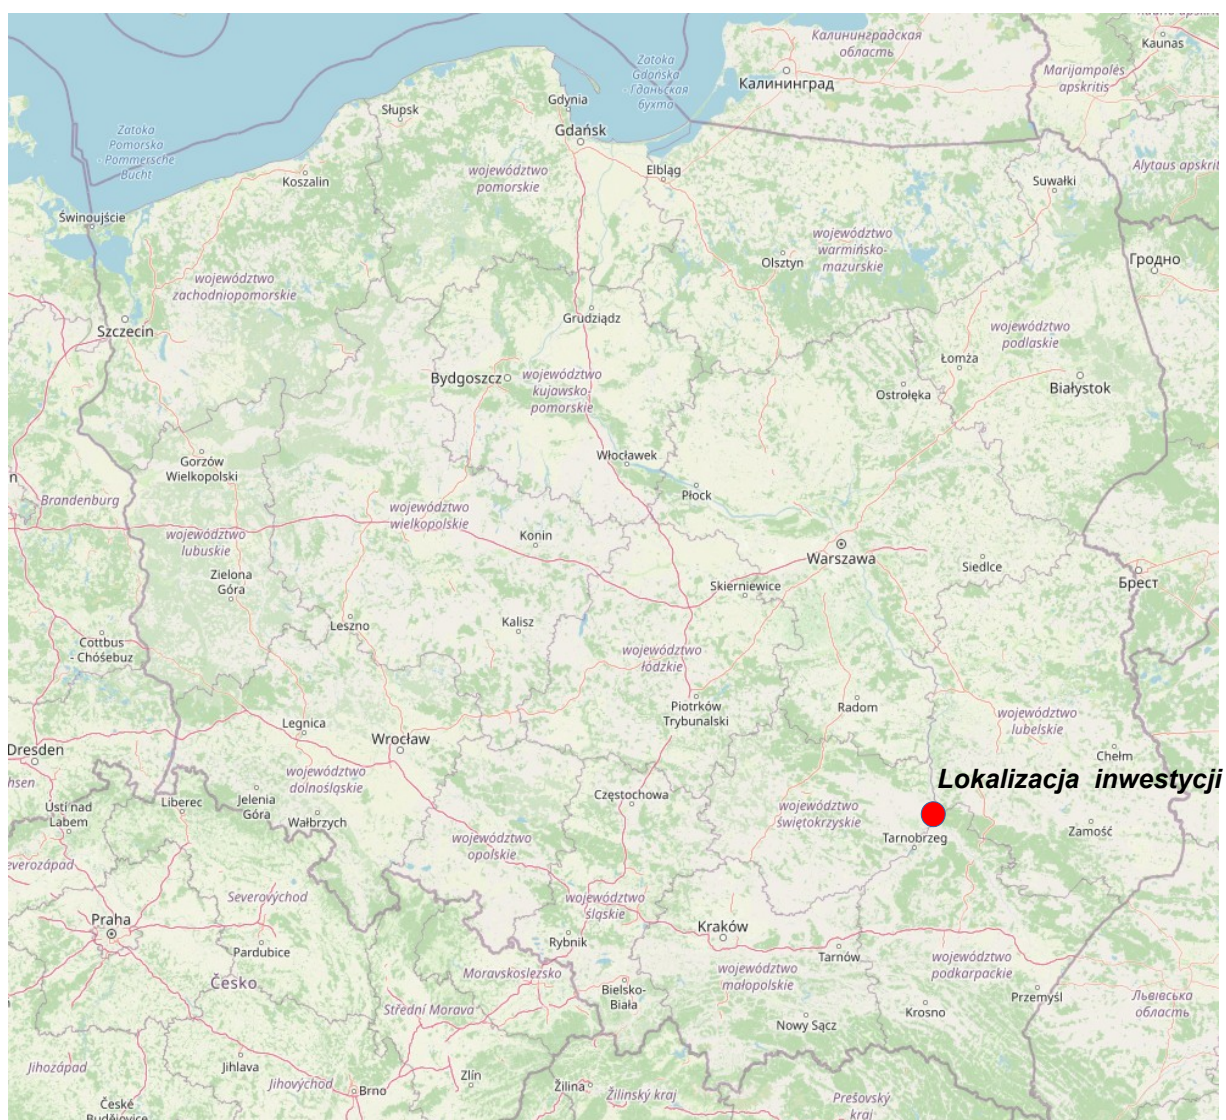 Калининградская
область
Kaunas
Zatoka
Gdańska
- Гданьская
бухта
Marijampolės
apskritis
Калининград
Gdynia
Słupsk
Gdańsk
Zatoka
Pomorska
- Pommersche
Bucht
Alytaus apskrit
Elbląg
województwo
pomorskie
Koszalin
Suwałki
Świnoujście
województwo
warmińsko-
mazurskie
Olsztyn
Гродно
województwo
zachodniopomorskie
Grudziądz
Szczecin
województwo
podlaskie
Łomża
Bydgoszcz
województwo
kujawsko-
pomorskie
Białystok
Ostrołęka
Włocławek
Gorzów
Wielkopolski
Płock
Brandenburg
województwo
wielkopolskie
województwo
lubuskie
Konin
Warszawa
Siedlce
Zielona
Góra
Skierniewice
Брест
Leszno
Kalisz
Cottbus
- Chóśebuz
województwo
łódzkie
Piotrków
Trybunalski
Radom
województwo
lubelskie
Legnica
Wrocław
Dresden
Chełm
województwo
dolnośląskie
Lokalizacja inwestycji
chsen
Ústí nad
Labem
Liberec
Jelenia
Góra
Wałbrzych
Częstochowa
województwo
świętokrzyskie
Tarnobrzeg
Zamość
województwo
opolskie
everozápad
Severovýchod
województwo
śląskie
Praha
Kraków
Pardubice
Rybnik
Tarnów
województwo
podkarpackie
Česko
Moravskoslezsko
województwo
małopolskie
Bielsko-
Biała
Przemyśl
Львівська
область
Střední Morava
Krosno
Nowy Sącz
Jihozápad
Jihlava
Jihovýchod
Brno
Zlín
Žilina
Žilinský kraj
Prešovský
kraj
České
Budějovice